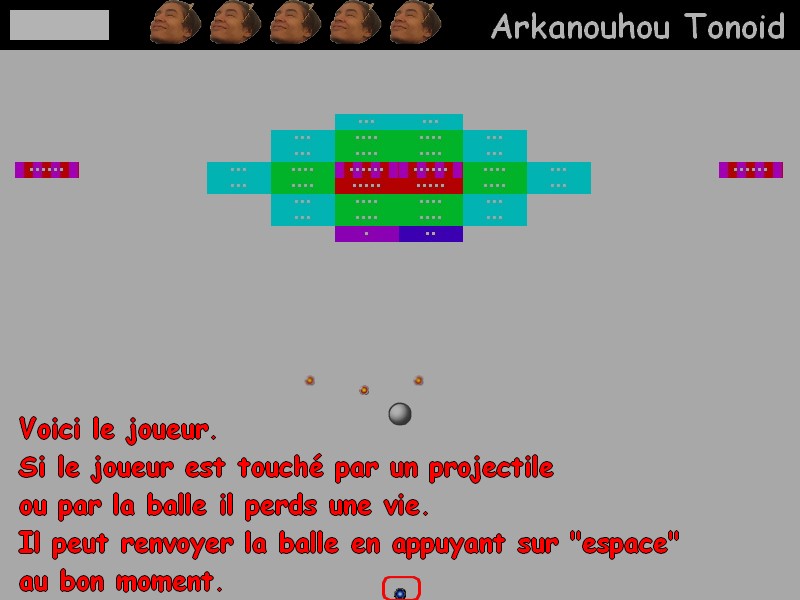 Arkanouhou Tonoid
Voici le joueur.
Si le joueur est touché par un projectile
ou par la balle il perds une vie.
Il peut renvoyer la balle en appuyant sur "espace"
au bon moment.